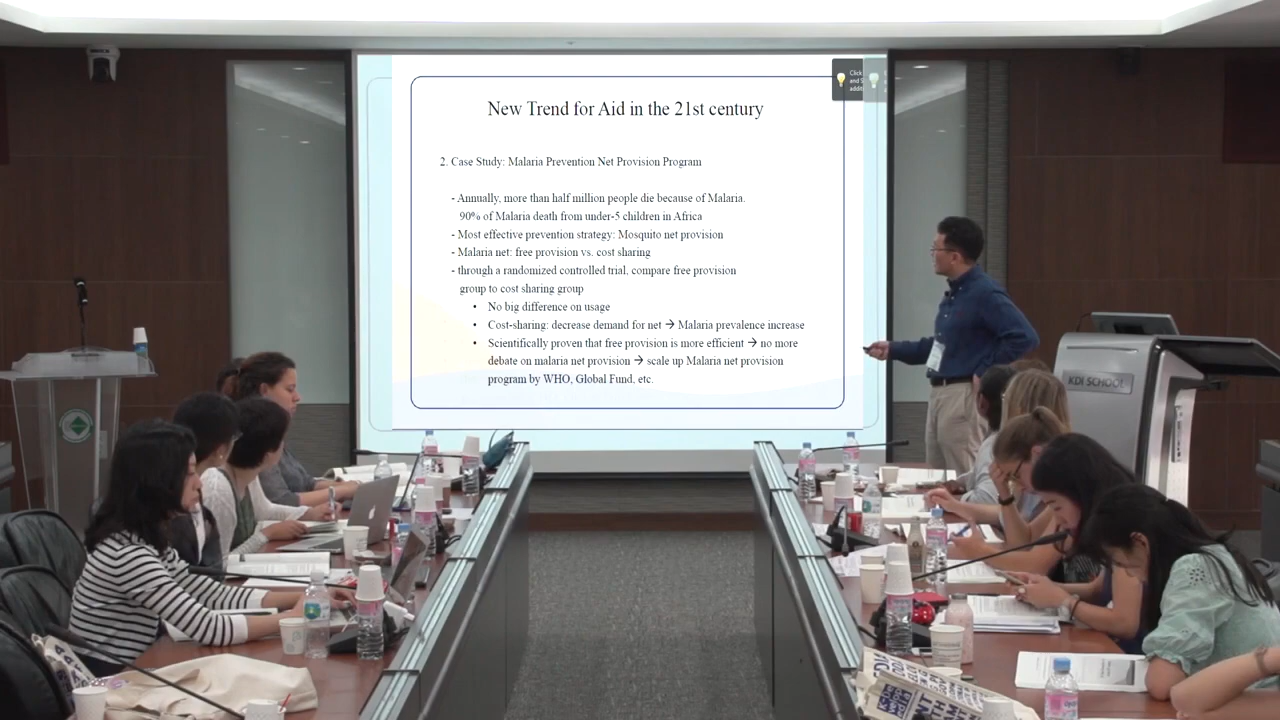 New Trend for Aid in the 21st century
2. Case Study: Malaria Prevention Net Provision Program
- Annually, more than half million people die because of Malaria.
90% of Malaria death from under-5 children in Africa
- Most effective prevention strategy: Mosquito net provision
- Malaria net: free provision vs. cost sharing
- through a randomized controlled trial, compare free provision
group to cost sharing group
• No big difference on usage
• Cost-sharing: decrease demand for net → Malaria prevalence increase
• Scientifically proven that free provision is more efficient → no more
debate on malaria net provision → scale up Malaria net provision
program by WHO, Global Fund, etc.
Click
and S
additi
KDI SCHOOL